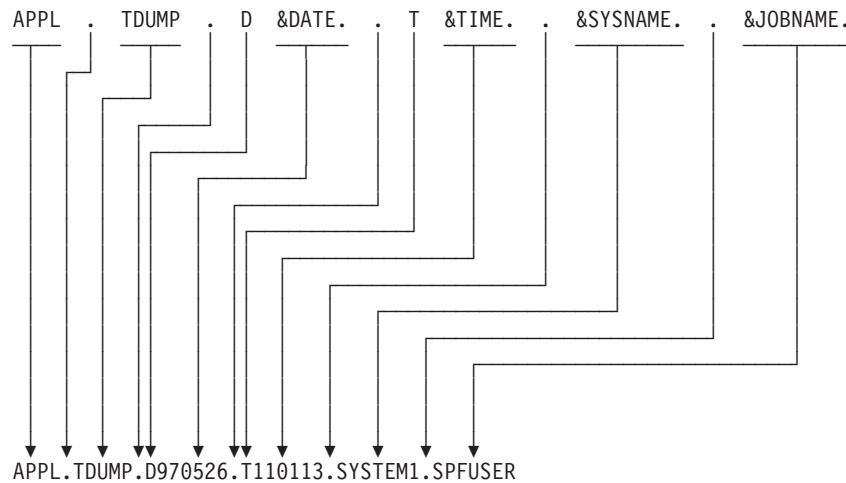 APPL . TDUMP . D &DATE. . T &TIME. . &SYSNAME. . &JOBNAME.
APPL.TDUMP.D970526.T110113.SYSTEM1.SPFUSER